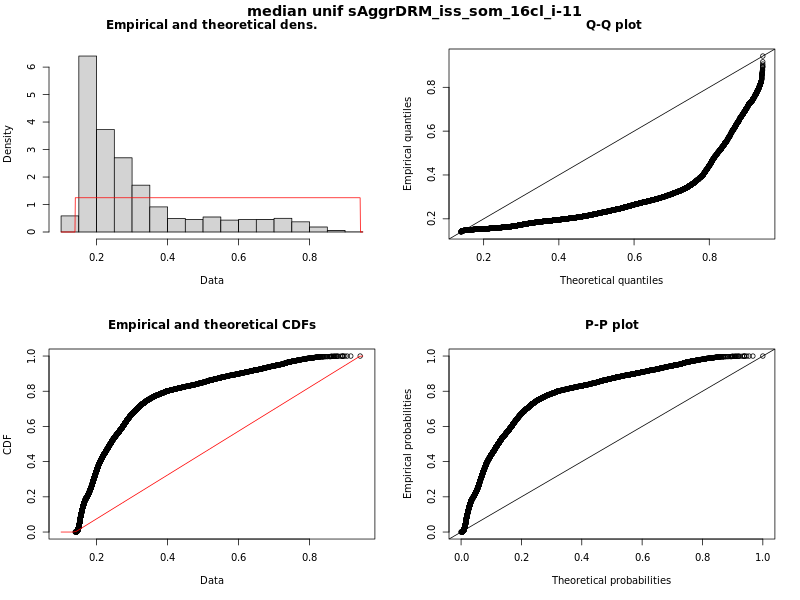 median unif sAggrDRM_iss_som_16cl_i-11
Empirical and theoretical dens.
Density
0 1 2 3 4 5 6
0.2 0.4 0.6 0.8
Data
Q-Q plot
Empirical quantiles
0.2 0.4 0.6 0.8
0.2 0.4 0.6 0.8
Theoretical quantiles
Empirical and theoretical CDFs
CDF
0.0 0.2 0.4 0.6 0.8 1.0
0.2 0.4 0.6 0.8
Data
P-P plot
Empirical probabilities
0.0 0.2 0.4 0.6 0.8 1.0
0.0 0.2 0.4 0.6 0.8 1.0
Theoretical probabilities